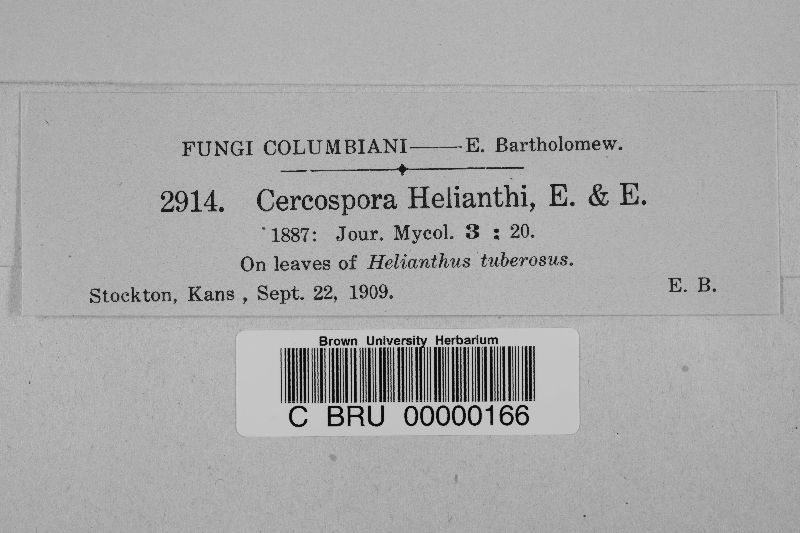 FUNGI COLUMBIANI—E. Bartholomew.
2914. Cercospora Helianthi, E. & E.
1887: Jour. Mycol. 3 : 20.
On leaves of Helianthus tuberosus.
Stockton, Kans , Sept. 22, 1909. E. B.
Brown University Herbarium
C BRU 00000166